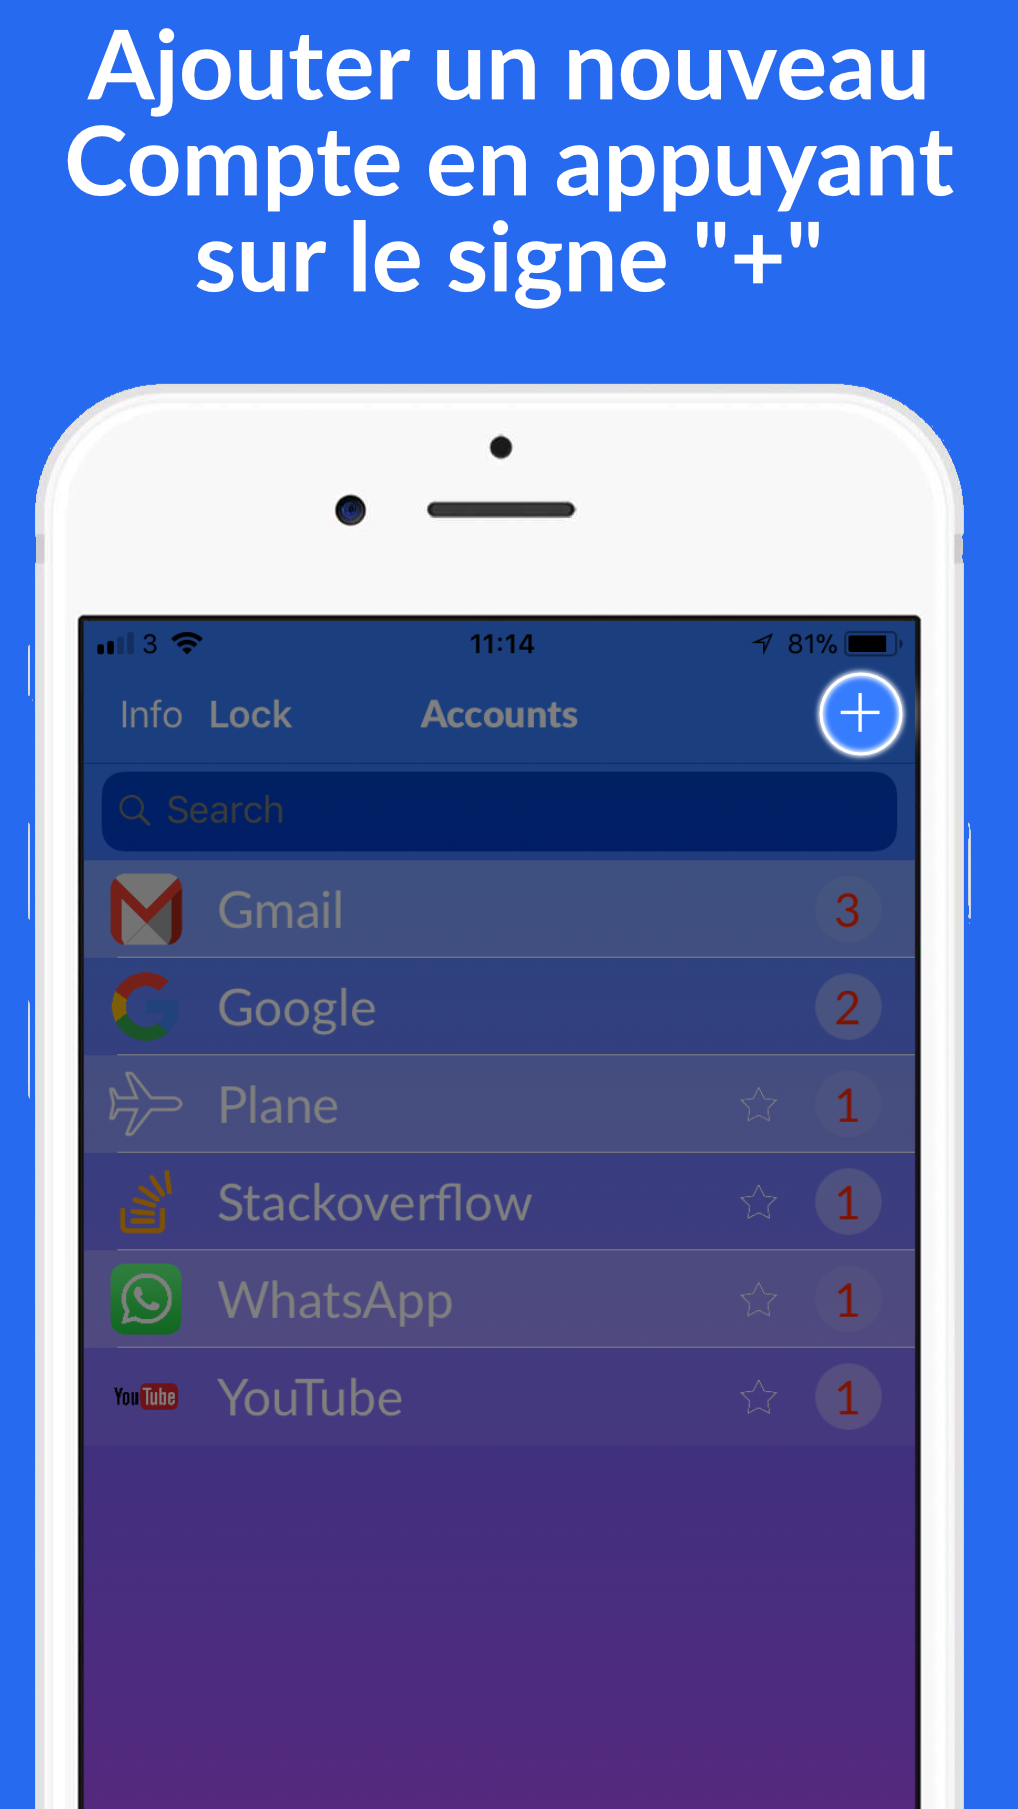 Ajouter un nouveau
Compte en appuyant
sur le signe "+"
3 11:14 81%
Info Lock Accounts +
Search
Gmail 3
Google 2
Plane 1
Stackoverflow 1
WhatsApp 1
YouTube YouTube 1